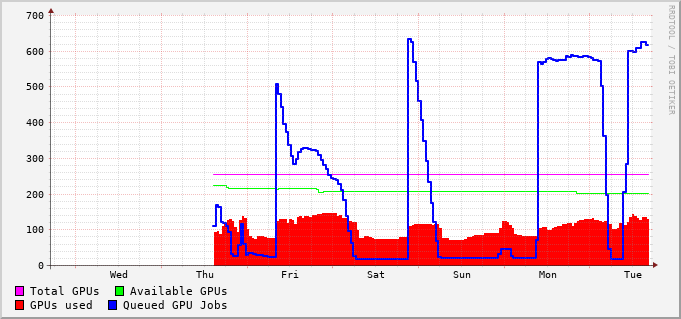 700
600
500
400
300
200
100
0
Wed Thu Fri Sat Sun Mon Tue
Total GPUs Available GPUs
GPUs used Queued GPU Jobs
RRDTOOL / TOBI OETIKER